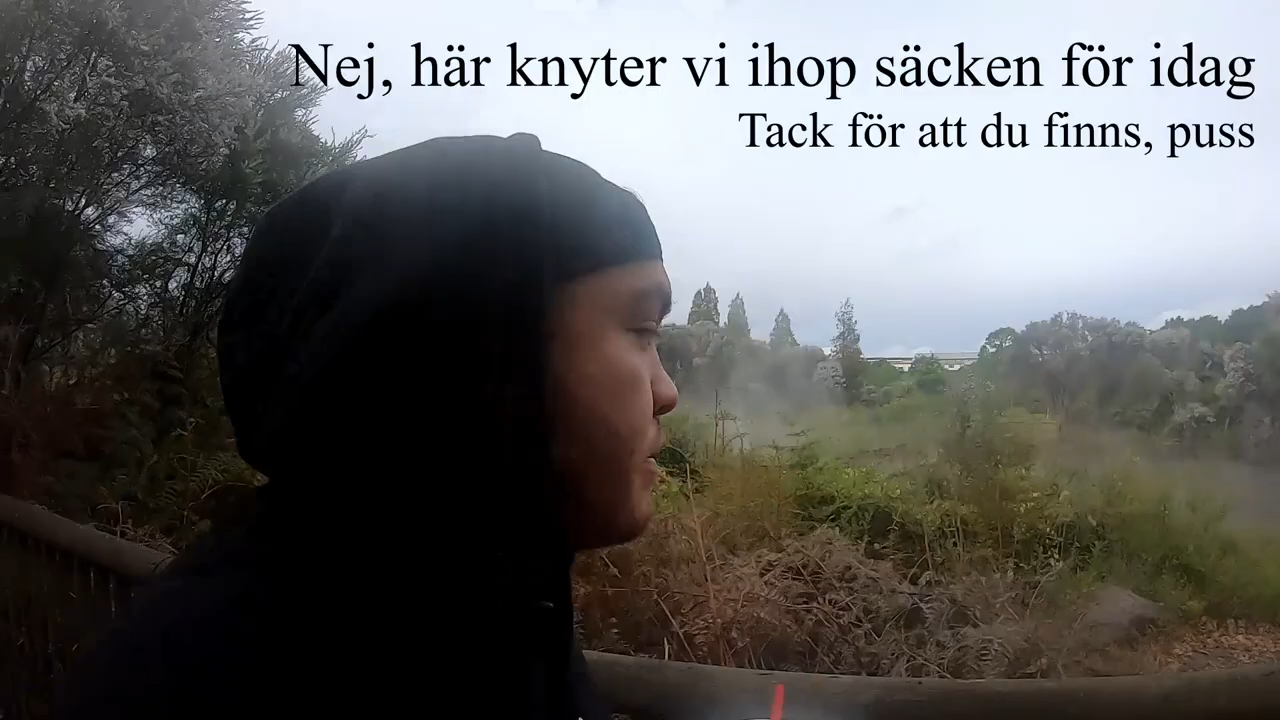 Nej, här knyter vi ihop säcken för idag
Tack för att du finns, puss